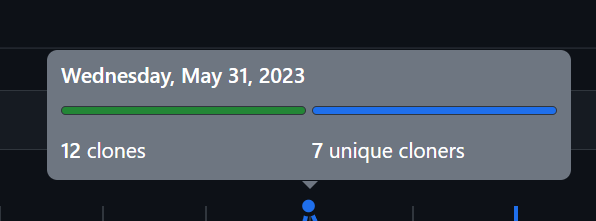 Wednesday, May 31, 2023
12 clones
7 unique cloners